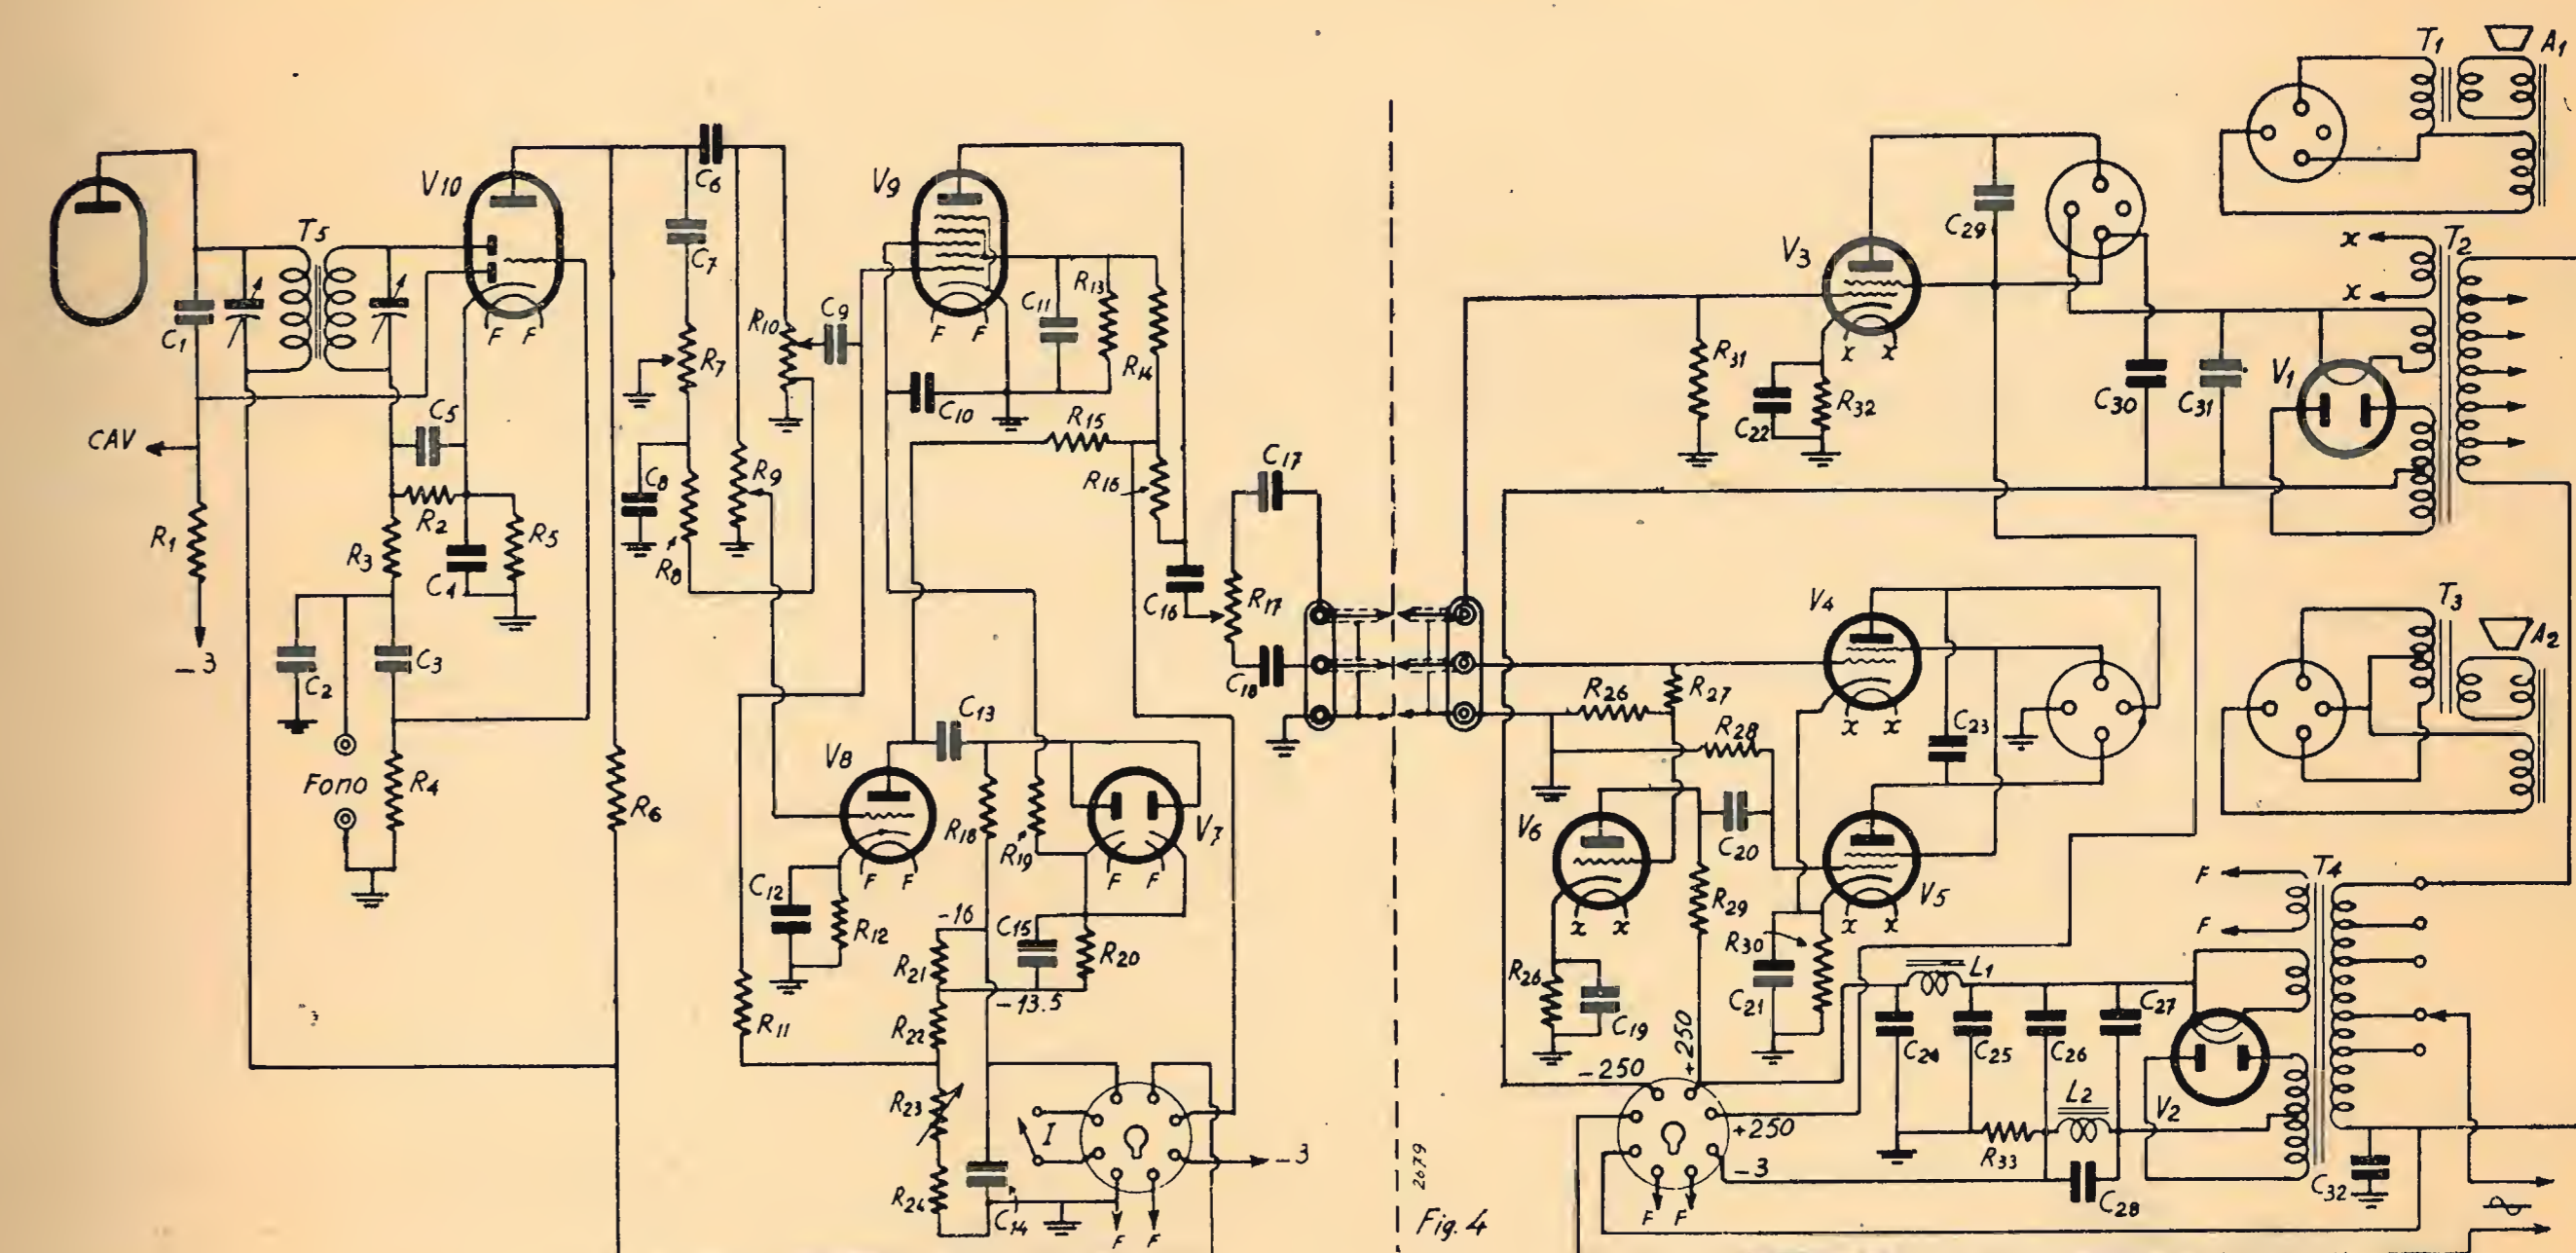 T1
A1
V10
C6
V9
T5
C7
V3
C29
x
T2
x
F
F
C1
R10
C9
F
F
C11
R13
R7
R14
x
x
R31
C30
C31
V1
C5
C10
R15
C22
R32
CAV
C8
R9
R16
C17
R2
R1
R3
R5
R8
C4
C16
R17
V4
T3
A2
-3
C2
C3
C18
R26
R27
C13
x
x
C23
R28
Fono
R4
V8
R6
R18
R19
V7
V6
C20
V5
T4
C12
F
F
F
F
R29
x
x
x
x
F
F
R12
-16
C15
R20
R30
R21
R26
C21
L1
-13.5
C19
C27
R11
R22
+250
C24
C25
C26
-250
R23
L2
V2
I
+250
-3
2679
R33
-3
R24
C14
C28
C32
F
F
F
F
Fig. 4